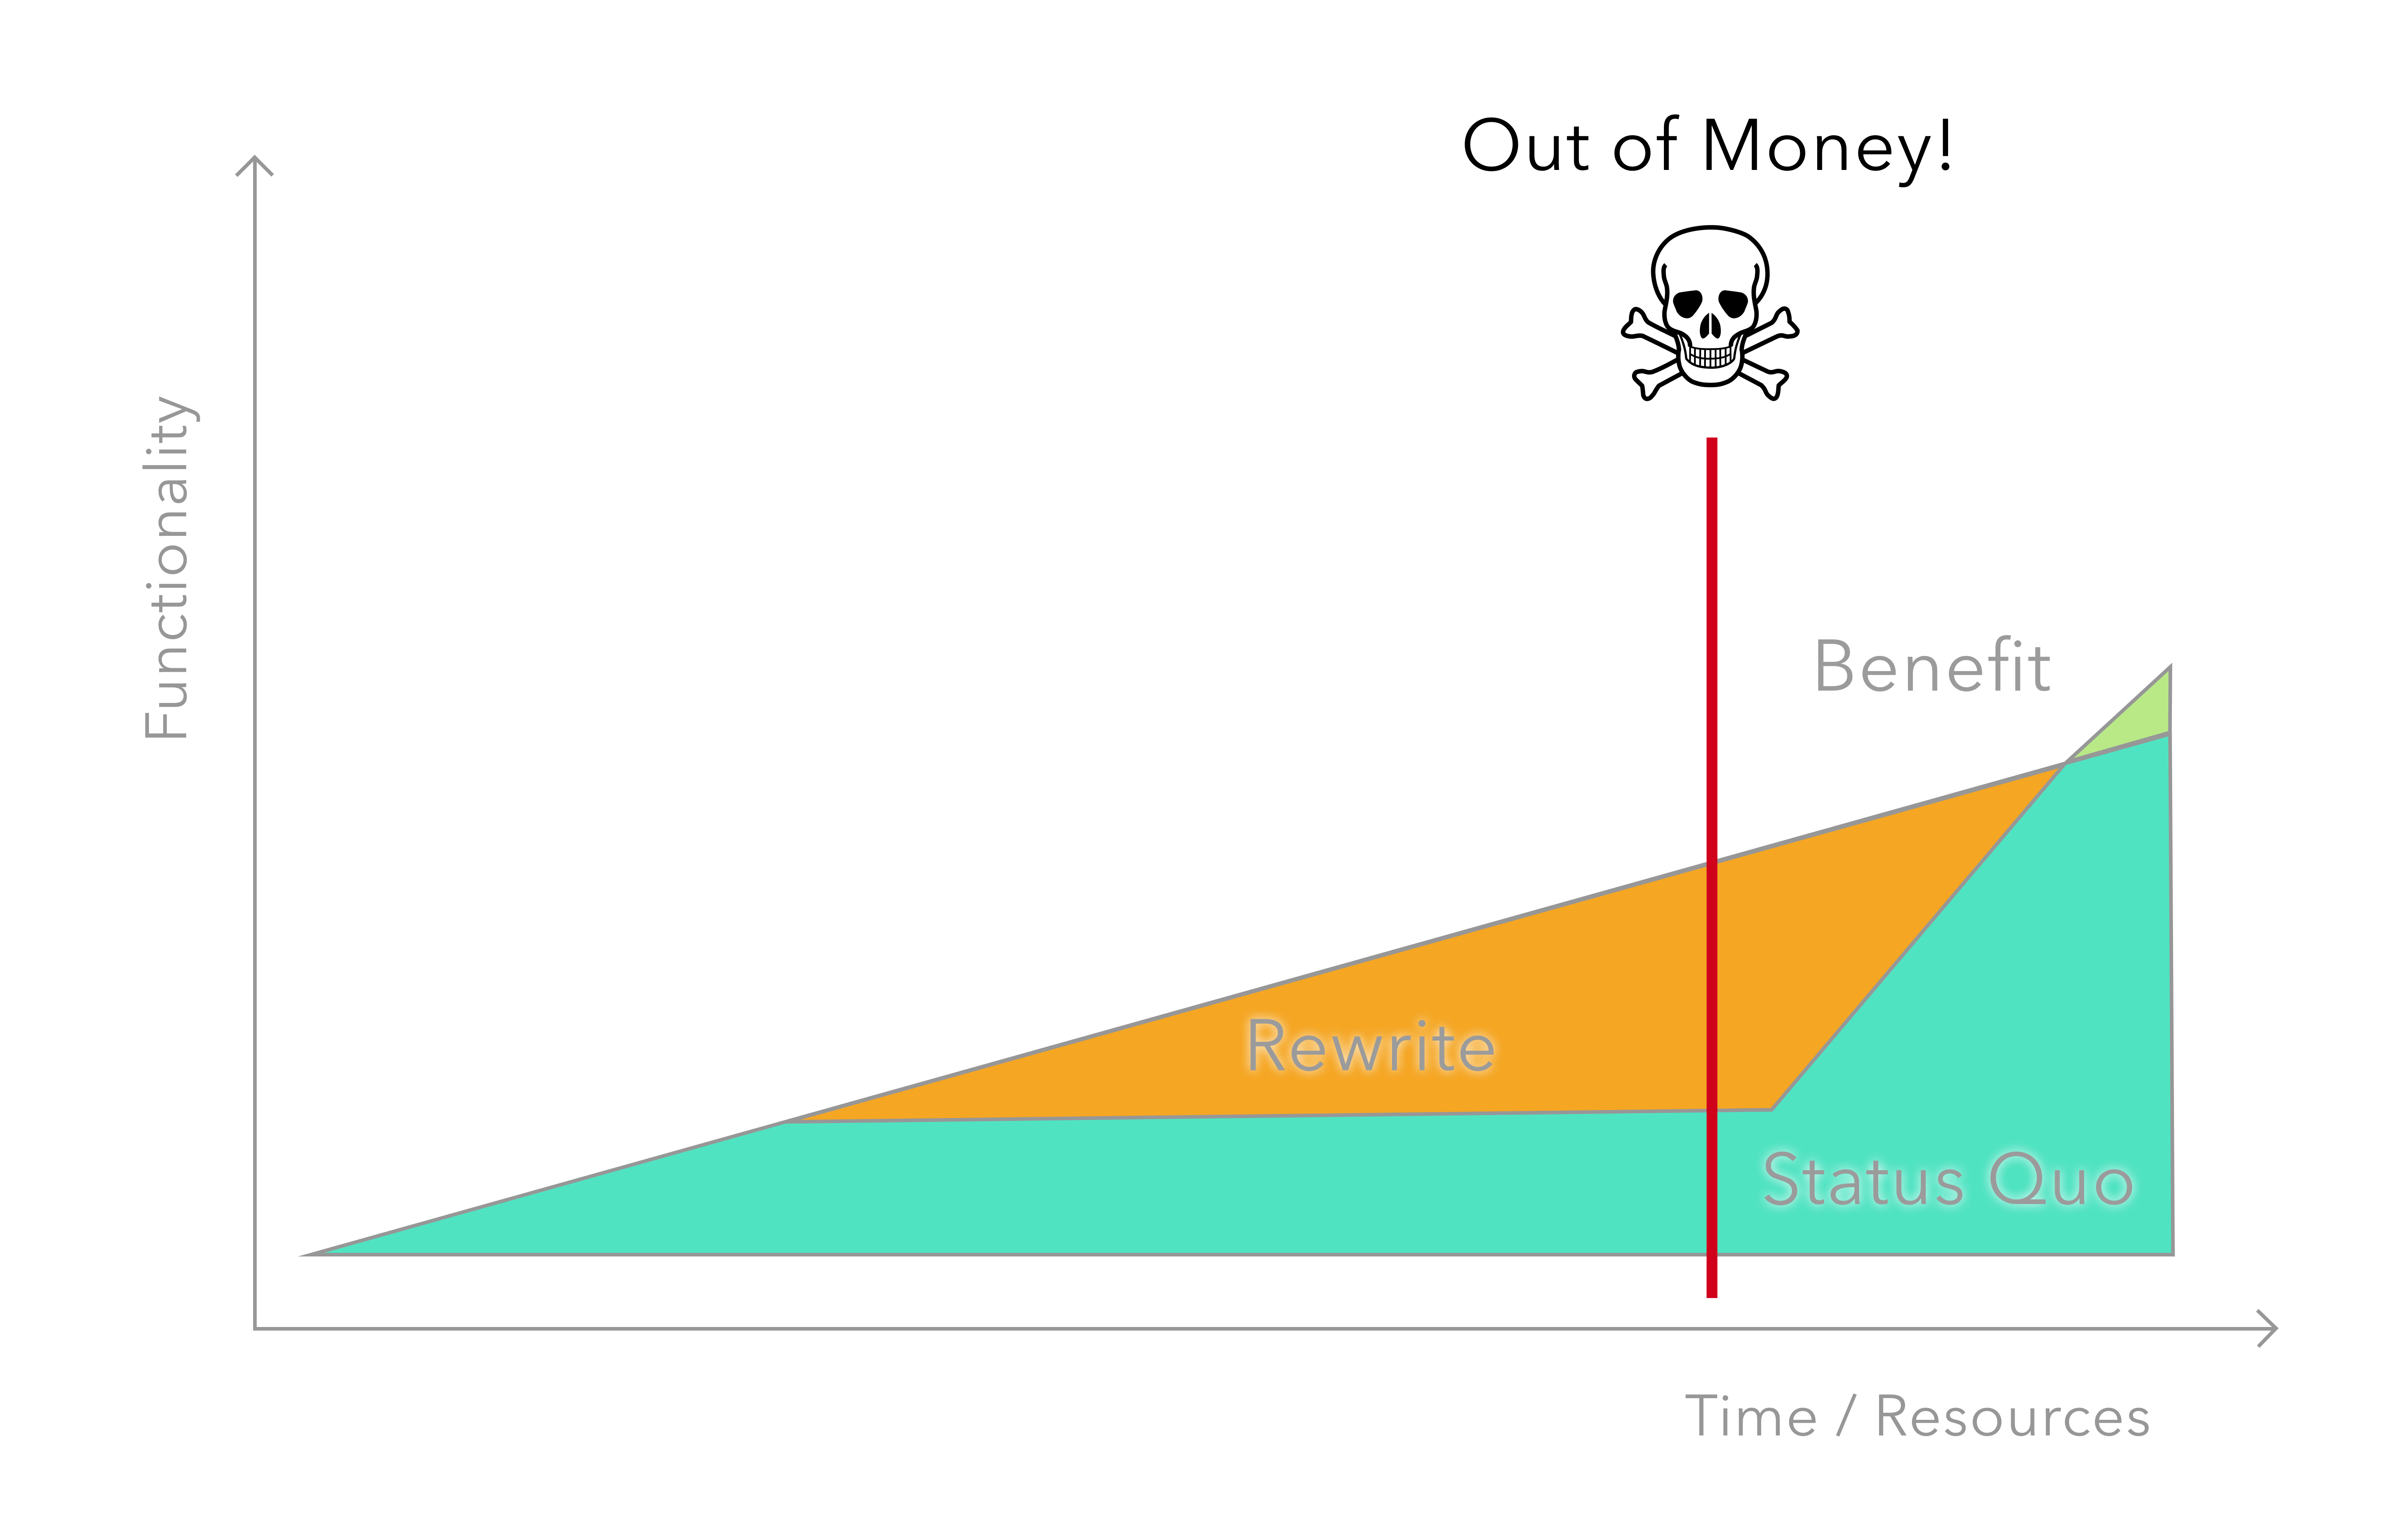 Out of Money!
Functionality
Benefit
Rewrite
Status Quo
Time / Resources